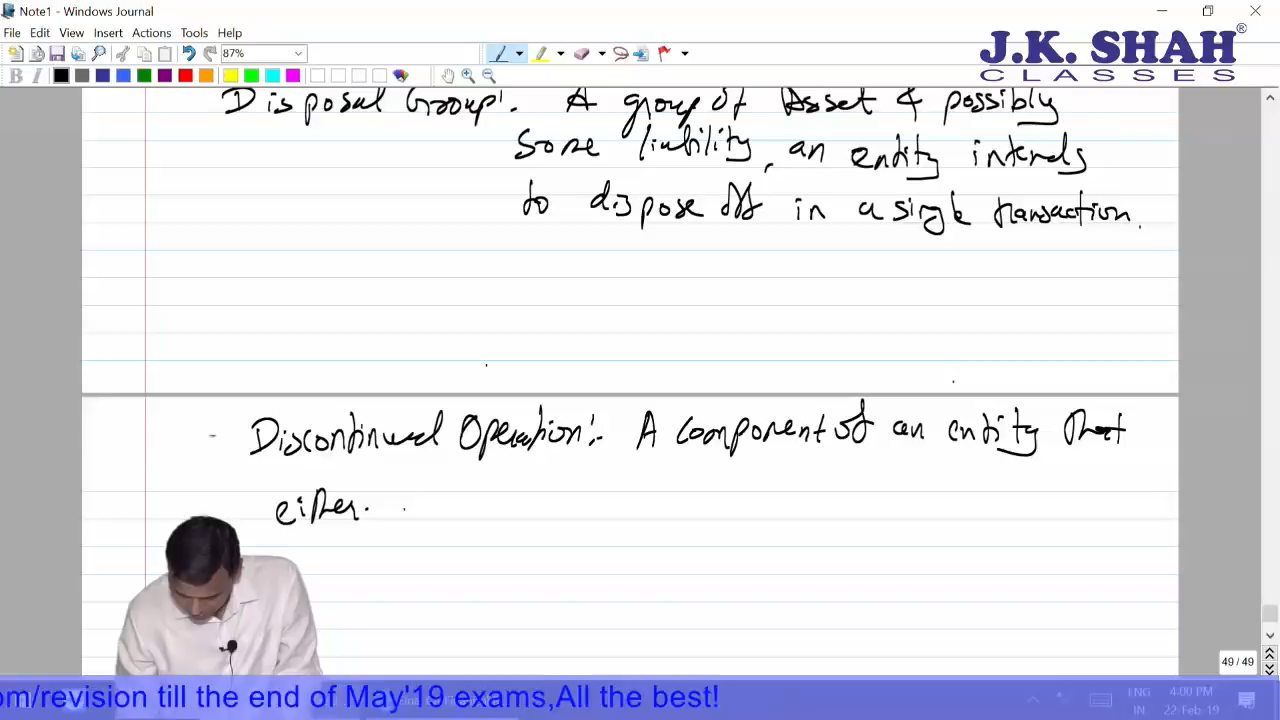 Note1 - Windows Journal
File Edit View Insert Actions Tools Help
87%
J.K. SHAH®
CLASSES
B I
Disposal Group:. A group of Asset & possibly
some liability, an entity intends
to dispose off in a single transaction.
Discontinued Operation:. A component of an entity that
either.
49 / 49
om/revision till the end of May'19 exams,All the best!
ENG
IN
4:00 PM
22-Feb-19